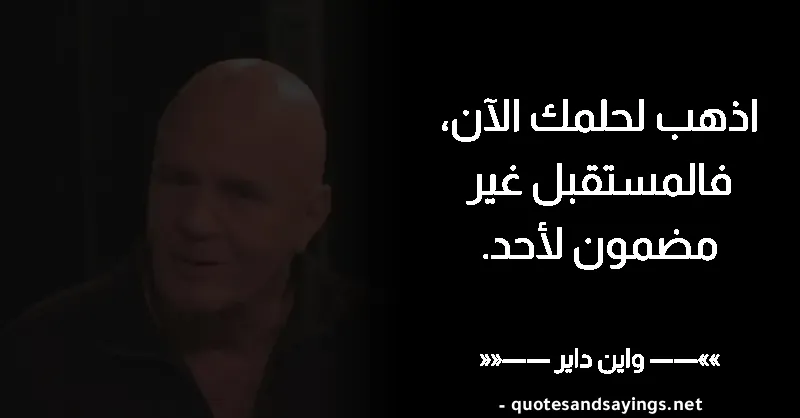 اذهب لحلمك الآن،
فالمستقبل غير
مضمون لأحد.
»»—— واين داير ——««
- quotesandsayings.net